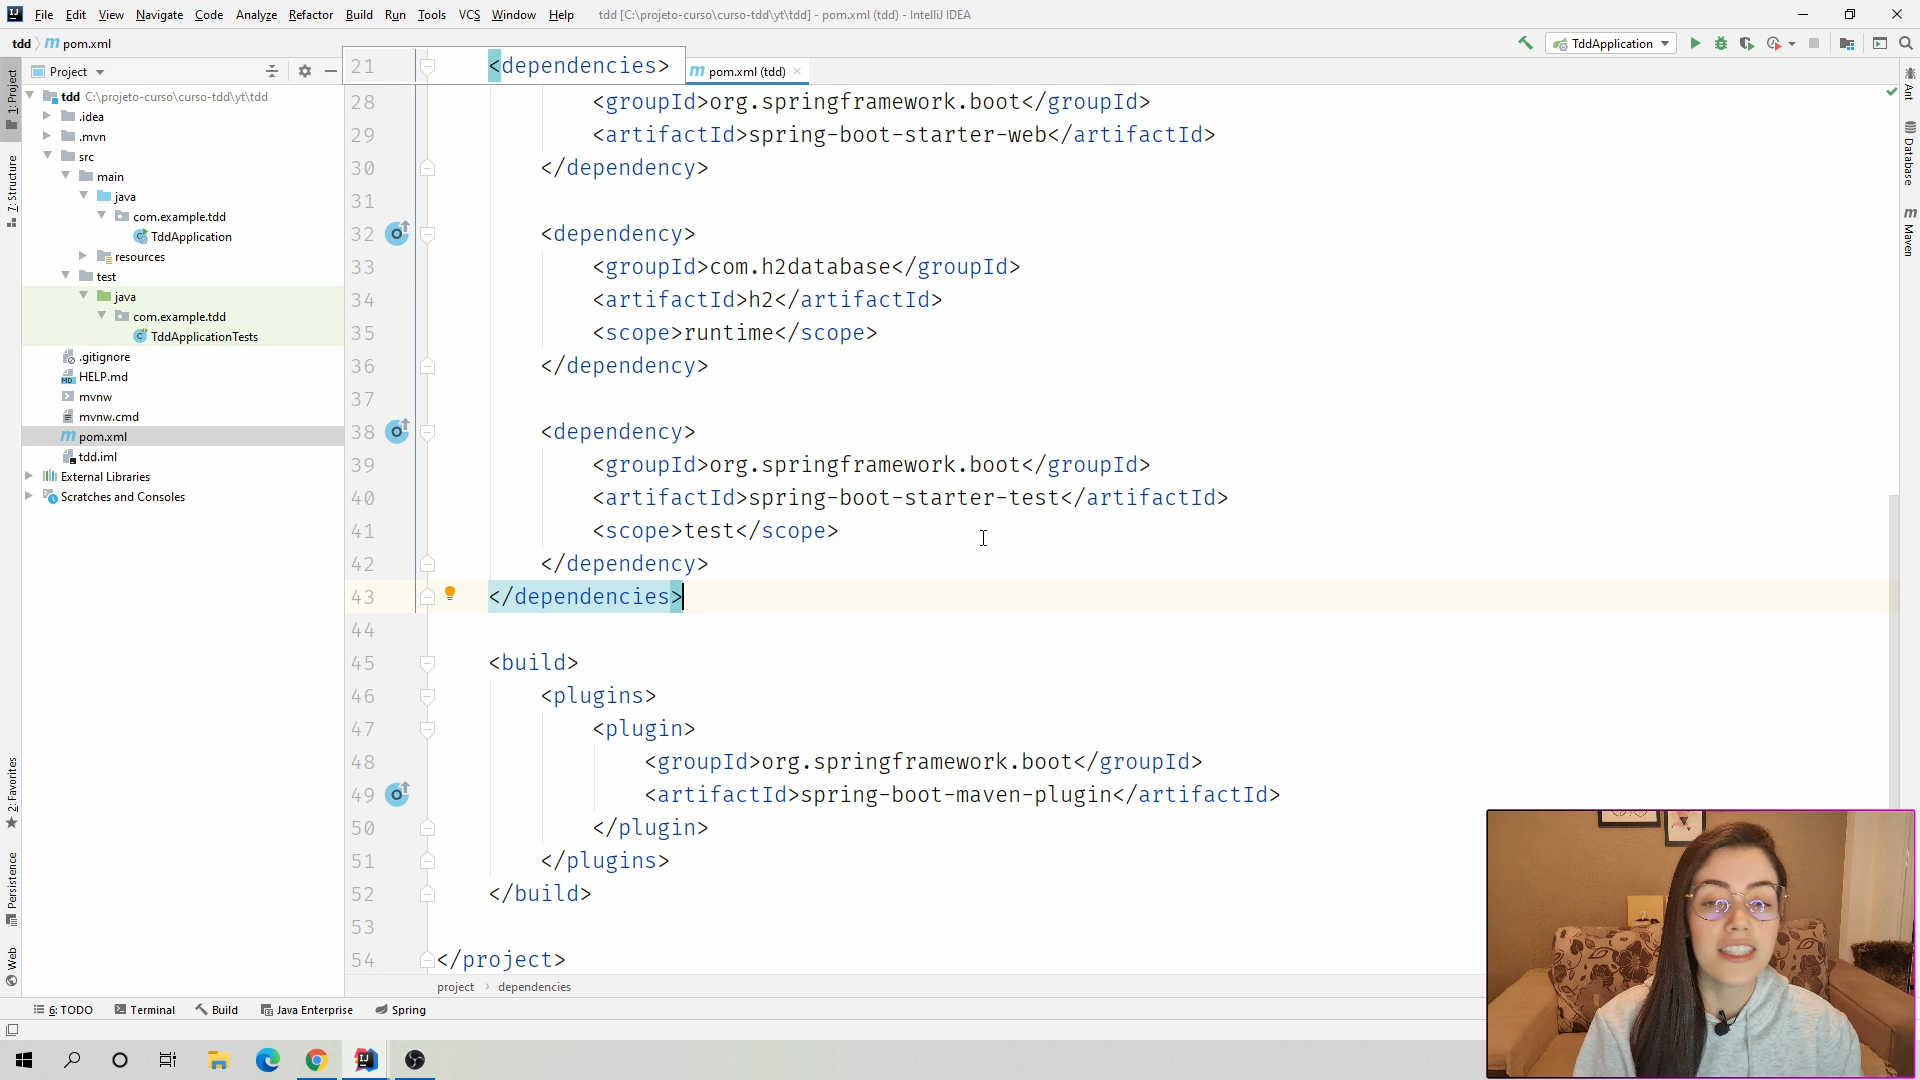 File Edit View Navigate Code Analyze Refactor Build Run Tools VCS Window Help tdd [C:\projeto-curso\curso-tdd\yt\tdd] - pom.xml (tdd) - IntelliJ IDEA
tdd pom.xml
TddApplication
Project
pom.xml (tdd)
tdd C:\projeto-curso\curso-tdd\yt\tdd
.idea
.mvn
src
main
java
com.example.tdd
TddApplication
resources
test
java
com.example.tdd
TddApplicationTests
.gitignore
HELP.md
mvnw
mvnw.cmd
pom.xml
tdd.iml
External Libraries
Scratches and Consoles
1: Project
7: Structure
2: Favorites
Persistence
Web
21 <dependencies>
28 <groupId>org.springframework.boot</groupId>
29 <artifactId>spring-boot-starter-web</artifactId>
30 </dependency>
31
32 <dependency>
33 <groupId>com.h2database</groupId>
34 <artifactId>h2</artifactId>
35 <scope>runtime</scope>
36 </dependency>
37
38 <dependency>
39 <groupId>org.springframework.boot</groupId>
40 <artifactId>spring-boot-starter-test</artifactId>
41 <scope>test</scope>
42 </dependency>
43 </dependencies>
44
45 <build>
46 <plugins>
47 <plugin>
48 <groupId>org.springframework.boot</groupId>
49 <artifactId>spring-boot-maven-plugin</artifactId>
50 </plugin>
51 </plugins>
52 </build>
53
54 </project>
project › dependencies
Ant
Database
Maven
6: TODO Terminal Build Java Enterprise Spring